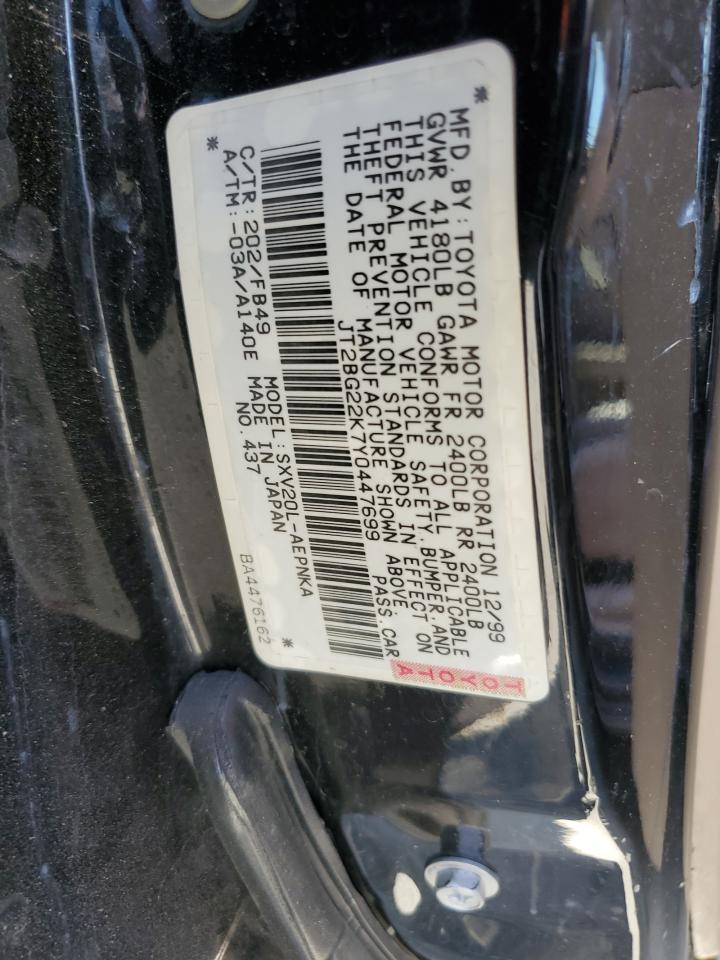 MFD.BY:TOYOTA MOTOR CORPORATION 12/99
GVWR 4180LB GAWR FR 2400LB RR 2400LB
THIS VEHICLE CONFORMS TO ALL APPLICABLE
FEDERAL MOTOR VEHICLE SAFETY,BUMPER,AND
THEFT PREVENTION STANDARDS IN EFFECT ON
THE DATE OF MANUFACTURE SHOWN ABOVE.
JT2BG22K7Y0447699 PASS.CAR
TOYOTA
C/TR:202/FB49 MODEL:SXV20L-AEPNKA
A/TM:-03A/A140E MADE IN JAPAN
NO.437
BA4476162